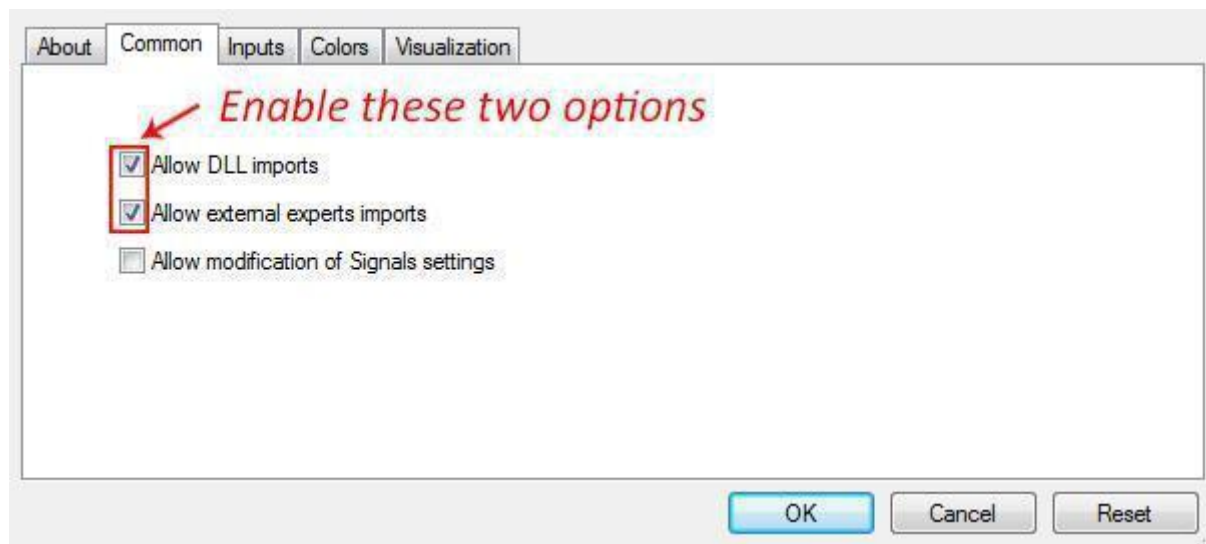 About Common Inputs Colors Visualization
Enable these two options
Allow DLL imports
Allow external experts imports
Allow modification of Signals settings
OK Cancel Reset